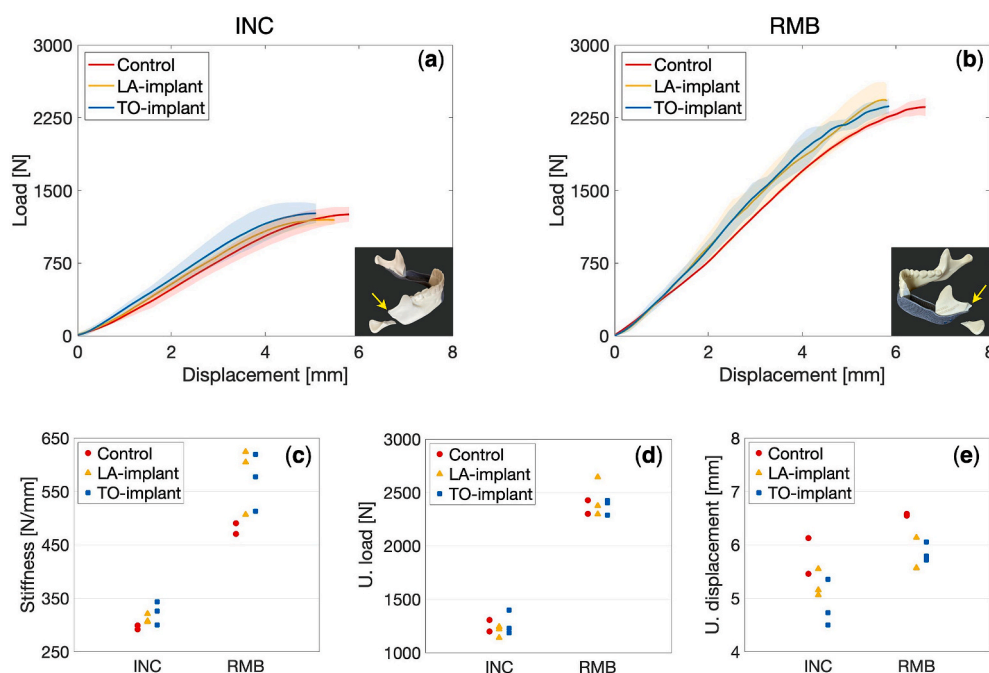 INC
3000
2250
1500
750
0
Load [N]
Control
LA-implant
TO-implant
(a)
0 2 4 6 8
Displacement [mm]
RMB
3000
2250
1500
750
0
Load [N]
Control
LA-implant
TO-implant
(b)
0 2 4 6 8
Displacement [mm]
650
550
450
350
250
Stiffness [N/mm]
Control
LA-implant
TO-implant
(c)
INC RMB
3000
2500
2000
1500
1000
U. load [N]
Control
LA-implant
TO-implant
(d)
INC RMB
8
7
6
5
4
U. displacement [mm]
Control
LA-implant
TO-implant
(e)
INC RMB